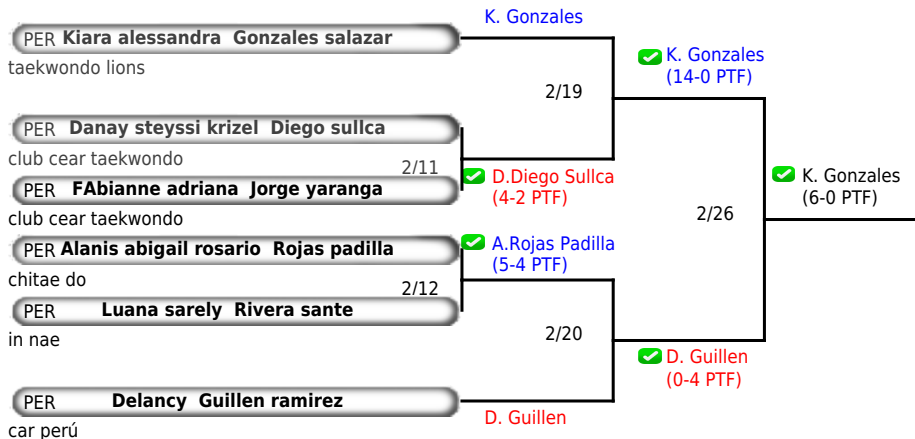 K. Gonzales
PER Kiara alessandra Gonzales salazar
taekwondo lions
K. Gonzales
(14-0 PTF)
2/19
PER Danay steyssi krizel Diego sullca
club cear taekwondo
2/11
D.Diego Sullca
(4-2 PTF)
PER FAbianne adriana Jorge yaranga
club cear taekwondo
K. Gonzales
(6-0 PTF)
2/26
PER Alanis abigail rosario Rojas padilla
chitae do
A.Rojas Padilla
(5-4 PTF)
2/12
PER Luana sarely Rivera sante
in nae
2/20
D. Guillen
(0-4 PTF)
PER Delancy Guillen ramirez
car perú
D. Guillen